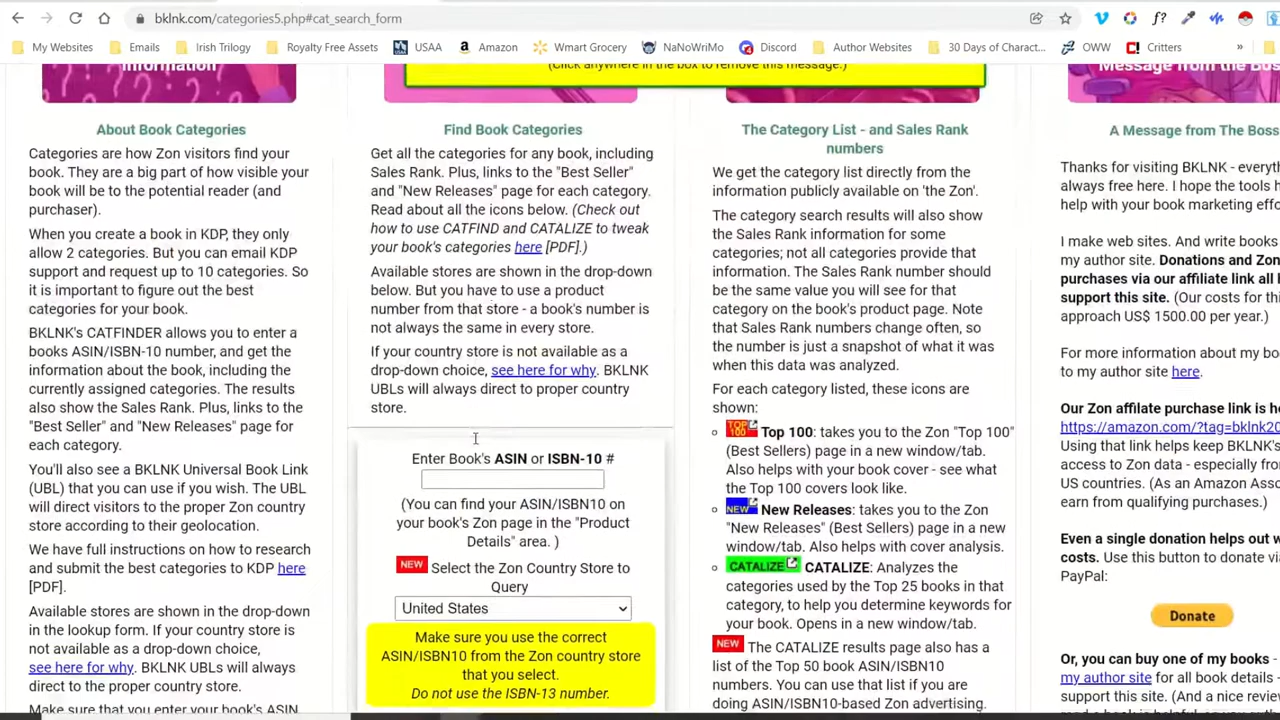 bklnk.com/categories5.php#cat_search_form
My Websites
Emails
Irish Trilogy
Royalty Free Assets
USAA
Amazon
Wmart Grocery
NaNoWriMo
Discord
Author Websites
30 Days of Charact...
OWW
Critters
»
Information
(Click anywhere in the box to remove this message.)
Message from the Bos
About Book Categories
Categories are how Zon visitors find your
book. They are a big part of how visible your
book will be to the potential reader (and
purchaser).
When you create a book in KDP, they only
allow 2 categories. But you can email KDP
support and request up to 10 categories. So
it is important to figure out the best
categories for your book.
BKLNK's CATFINDER allows you to enter a
books ASIN/ISBN-10 number, and get the
information about the book, including the
currently assigned categories. The results
also show the Sales Rank. Plus, links to the
"Best Seller" and "New Releases" page for
each category.
You'll also see a BKLNK Universal Book Link
(UBL) that you can use if you wish. The UBL
will direct visitors to the proper Zon country
store according to their geolocation.
We have full instructions on how to research
and submit the best categories to KDP here
[PDF].
Available stores are shown in the drop-down
in the lookup form. If your country store is
not available as a drop-down choice,
see here for why. BKLNK UBLs will always
direct to the proper country store.
Make sure that you enter your book's ASIN
Find Book Categories
Get all the categories for any book, including
Sales Rank. Plus, links to the "Best Seller"
and "New Releases" page for each category.
Read about all the icons below. (Check out
how to use CATFIND and CATALIZE to tweak
your book's categories here [PDF].)
Available stores are shown in the drop-down
below. But you have to use a product
number from that store - a book's number is
not always the same in every store.
If your country store is not available as a
drop-down choice, see here for why. BKLNK
UBLs will always direct to proper country
store.
Enter Book's ASIN or ISBN-10 #
(You can find your ASIN/ISBN10 on
your book's Zon page in the "Product
Details" area. )
NEW Select the Zon Country Store to
Query
United States
Make sure you use the correct
ASIN/ISBN10 from the Zon country store
that you select.
Do not use the ISBN-13 number.
The Category List - and Sales Rank
numbers
We get the category list directly from the
information publicly available on 'the Zon'.
The category search results will also show
the Sales Rank information for some
categories; not all categories provide that
information. The Sales Rank number should
be the same value you will see for that
category on the book's product page. Note
that Sales Rank numbers change often, so
the number is just a snapshot of what it was
when this data was analyzed.
For each category listed, these icons are
shown:
TOP 100 Top 100: takes you to the Zon "Top 100"
(Best Sellers) page in a new window/tab.
Also helps with your book cover - see what
the Top 100 covers look like.
NEW New Releases: takes you to the Zon
"New Releases" (Best Sellers) page in a new
window/tab. Also helps with cover analysis.
CATALIZE CATALIZE: Analyzes the
categories used by the Top 25 books in that
category, to help you determine keywords for
your book. Opens in a new window/tab.
NEW The CATALIZE results page also has a
list of the Top 50 book ASIN/ISBN10
numbers. You can use that list if you are
doing ASIN/ISBN10-based Zon advertising.
A Message from The Boss
Thanks for visiting BKLNK - everyth
always free here. I hope the tools h
help with your book marketing effo
I make web sites. And write books
my author site. Donations and Zon
purchases via our affiliate link all
support this site. (Our costs for thi
approach US$ 1500.00 per year.)
For more information about my bo
to my author site here.
Our Zon affilate purchase link is he
https://amazon.com/?tag=bklnk20
Using that link helps keep BKLNK's
access to Zon data - especially from
US countries. (As an Amazon Asso
earn from qualifying purchases.)
Even a single donation helps out w
costs. Use this button to donate via
PayPal:
Donate
Or, you can buy one of my books -
my author site for all book details -
support this site. (And a nice review